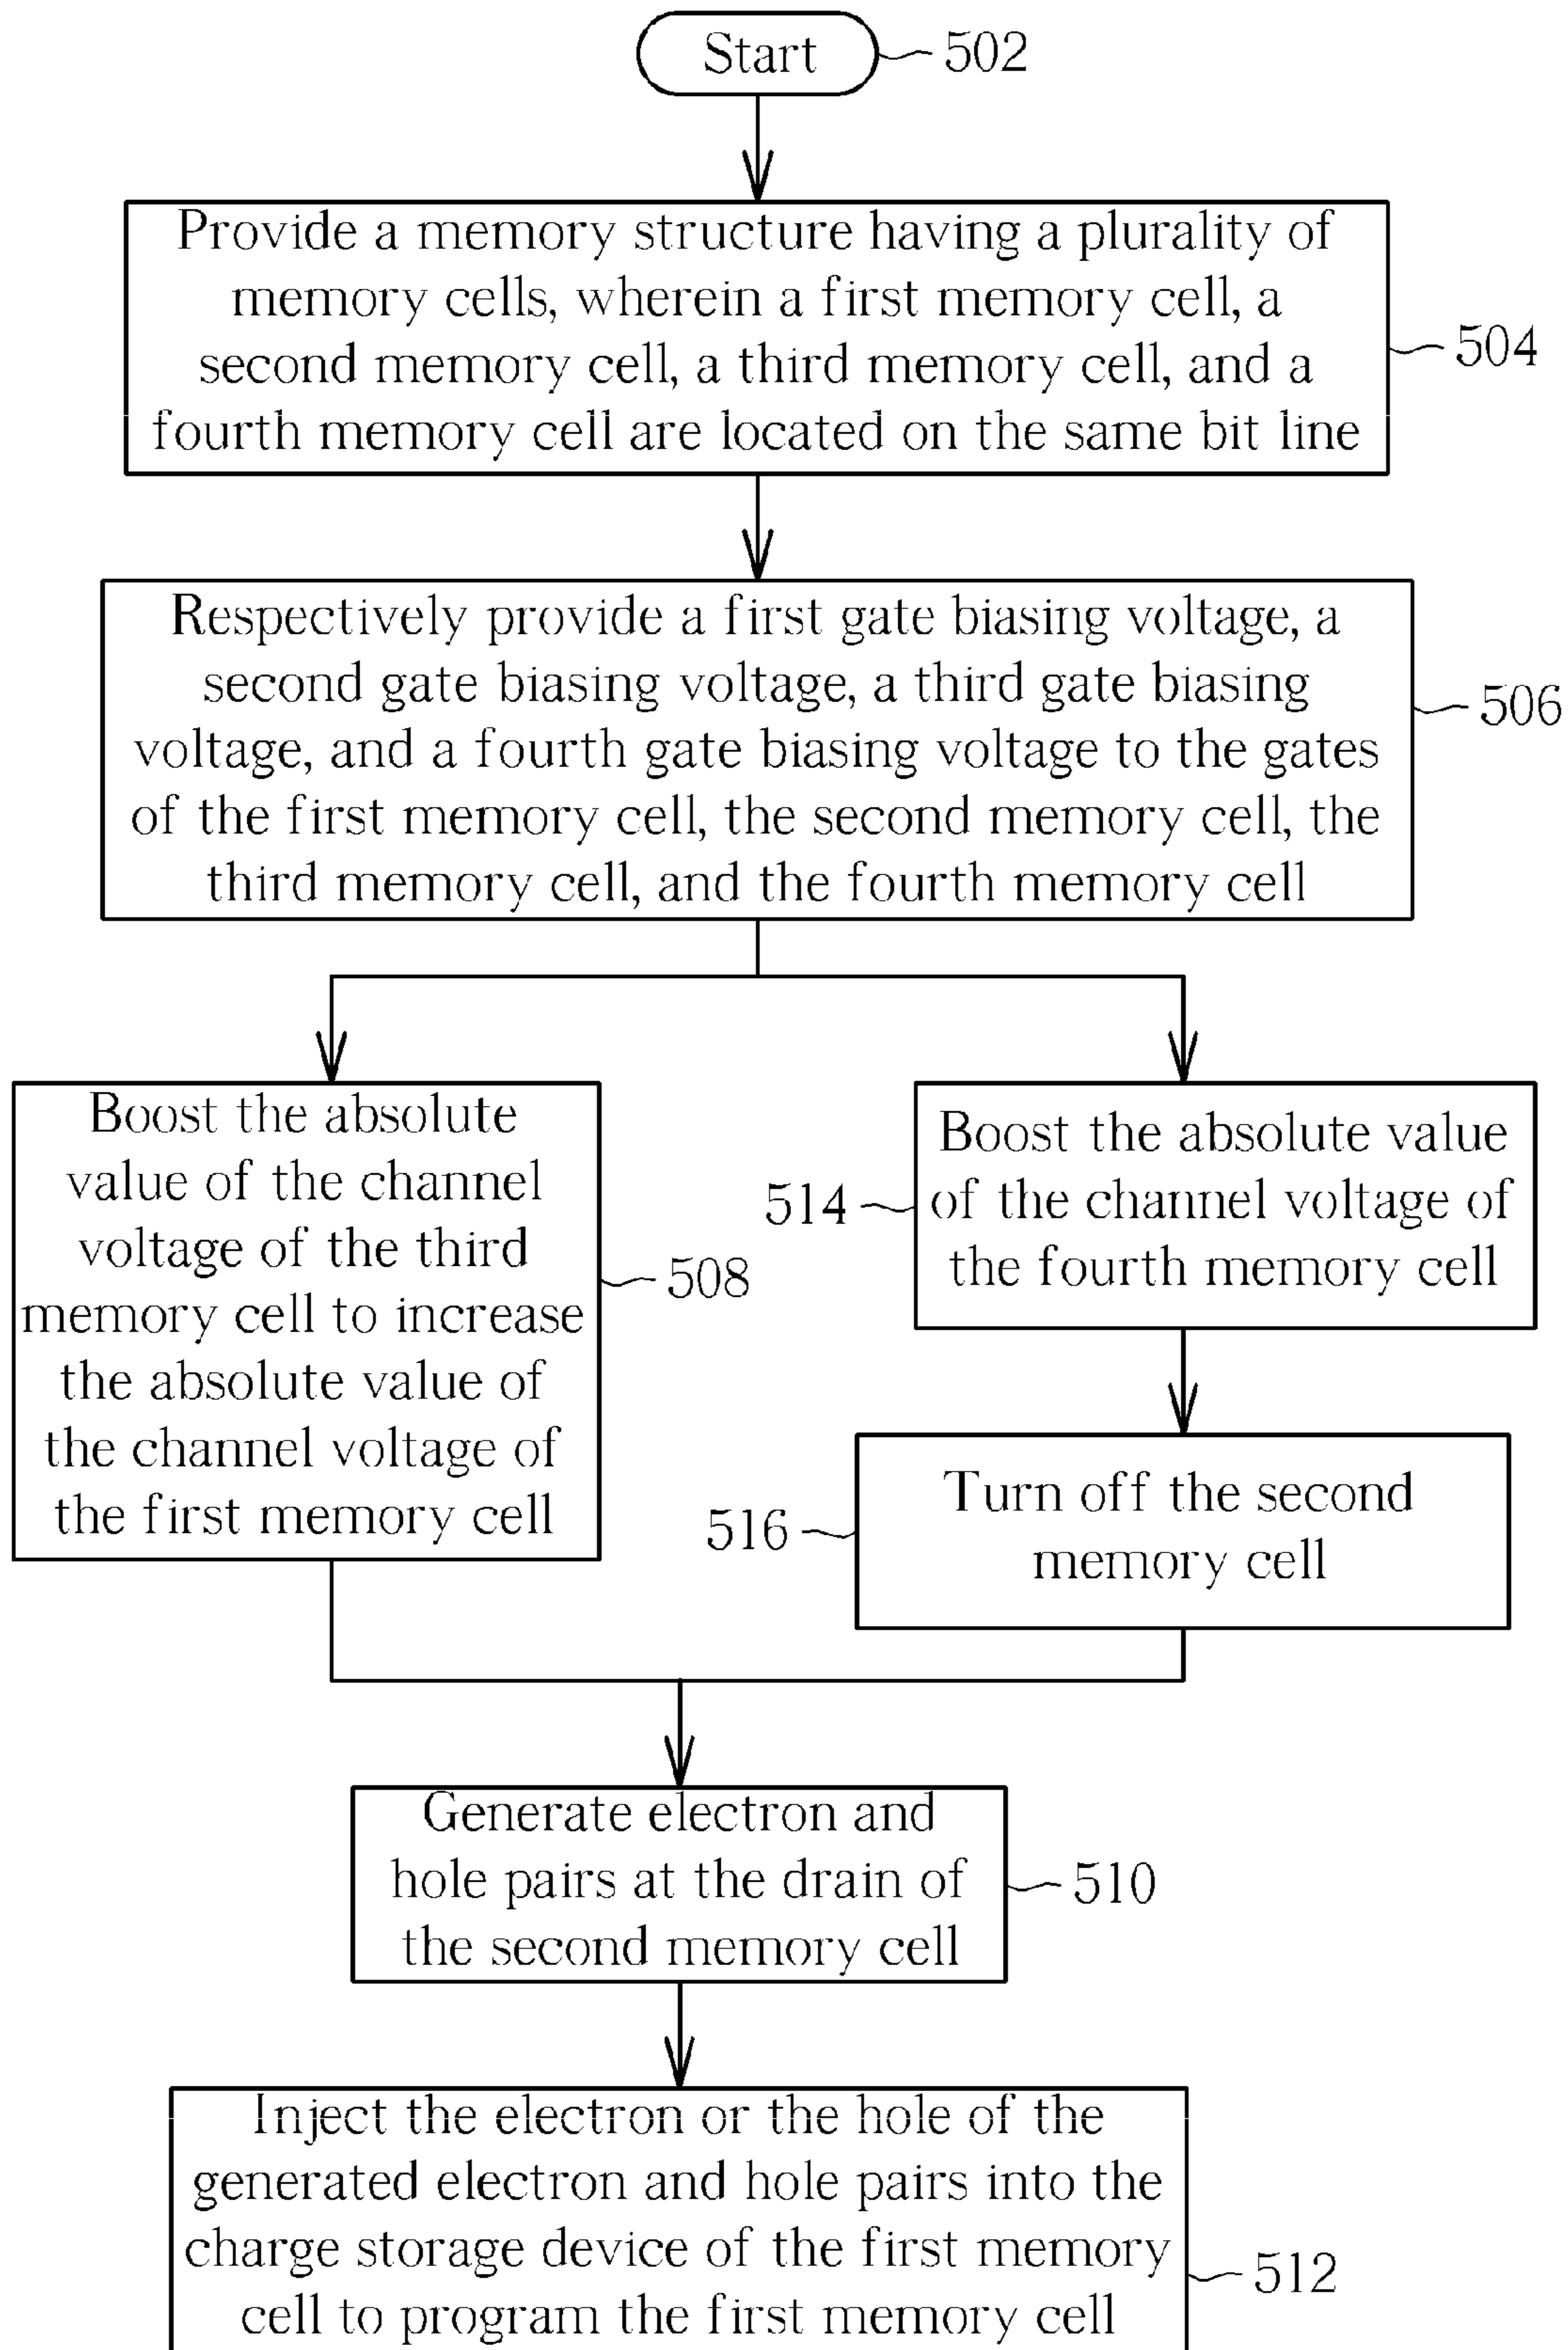 Start
502
Provide a memory structure having a plurality of
memory cells, wherein a first memory cell, a
second memory cell, a third memory cell, and a
fourth memory cell are located on the same bit line
504
Respectively provide a first gate biasing voltage, a
second gate biasing voltage, a third gate biasing
voltage, and a fourth gate biasing voltage to the gates
of the first memory cell, the second memory cell, the
third memory cell, and the fourth memory cell
506
Boost the absolute
value of the channel
voltage of the third
memory cell to increase
the absolute value of
the channel voltage of
the first memory cell
508
514
Boost the absolute value
of the channel voltage of
the fourth memory cell
516
Turn off the second
memory cell
Generate electron and
hole pairs at the drain of
the second memory cell
510
Inject the electron or the hole of the
generated electron and hole pairs into the
charge storage device of the first memory
cell to program the first memory cell
512